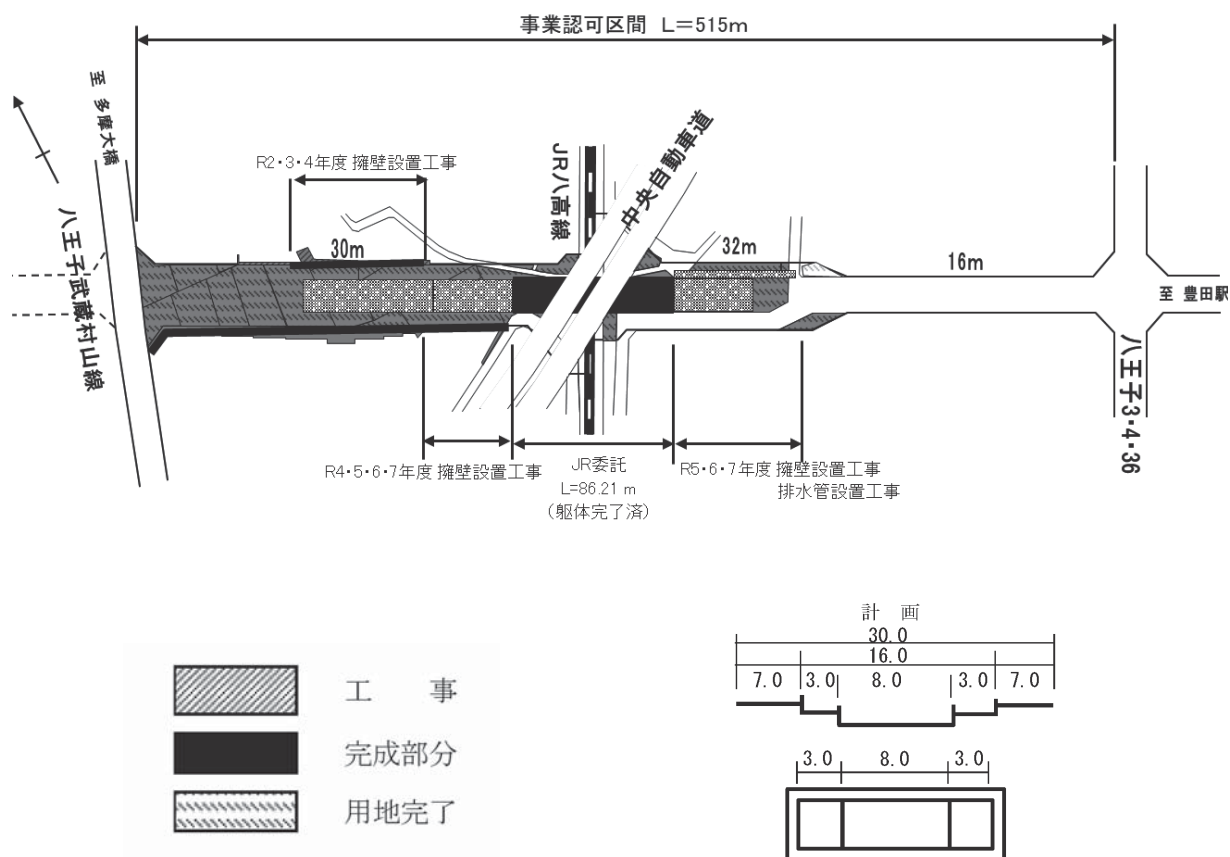 事業認可区間 L=515m
至 多摩大橋
八王子武蔵村山線
R2・3・4年度 擁壁設置工事
JR八高線
中央自動車道
30m
32m
16m
至 豊田駅
八王子3・4・36
R4・5・6・7年度 擁壁設置工事
JR委託
L=86.21 m
(躯体完了済)
R5・6・7年度 擁壁設置工事
排水管設置工事
工 事
完成部分
用地完了
計 画
30.0
16.0
7.0 3.0 8.0 3.0 7.0
3.0 8.0 3.0